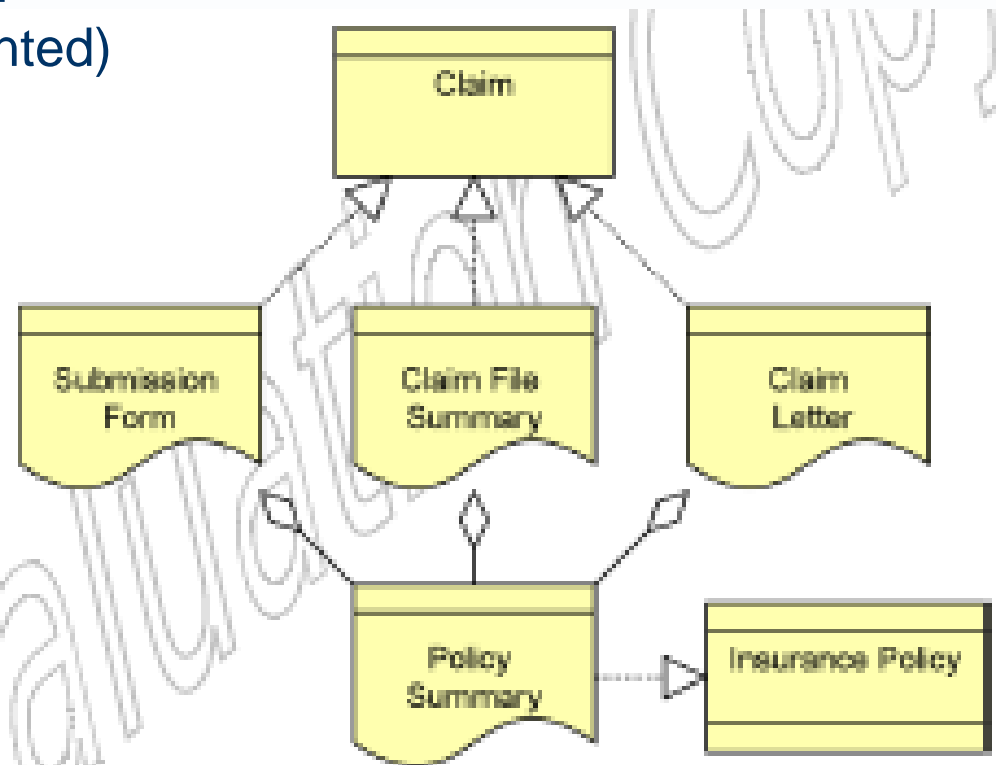 nted)
Claim
Submission
Form
Claim File
Summary
Claim
Letter
Policy
Summary
Insurance Policy